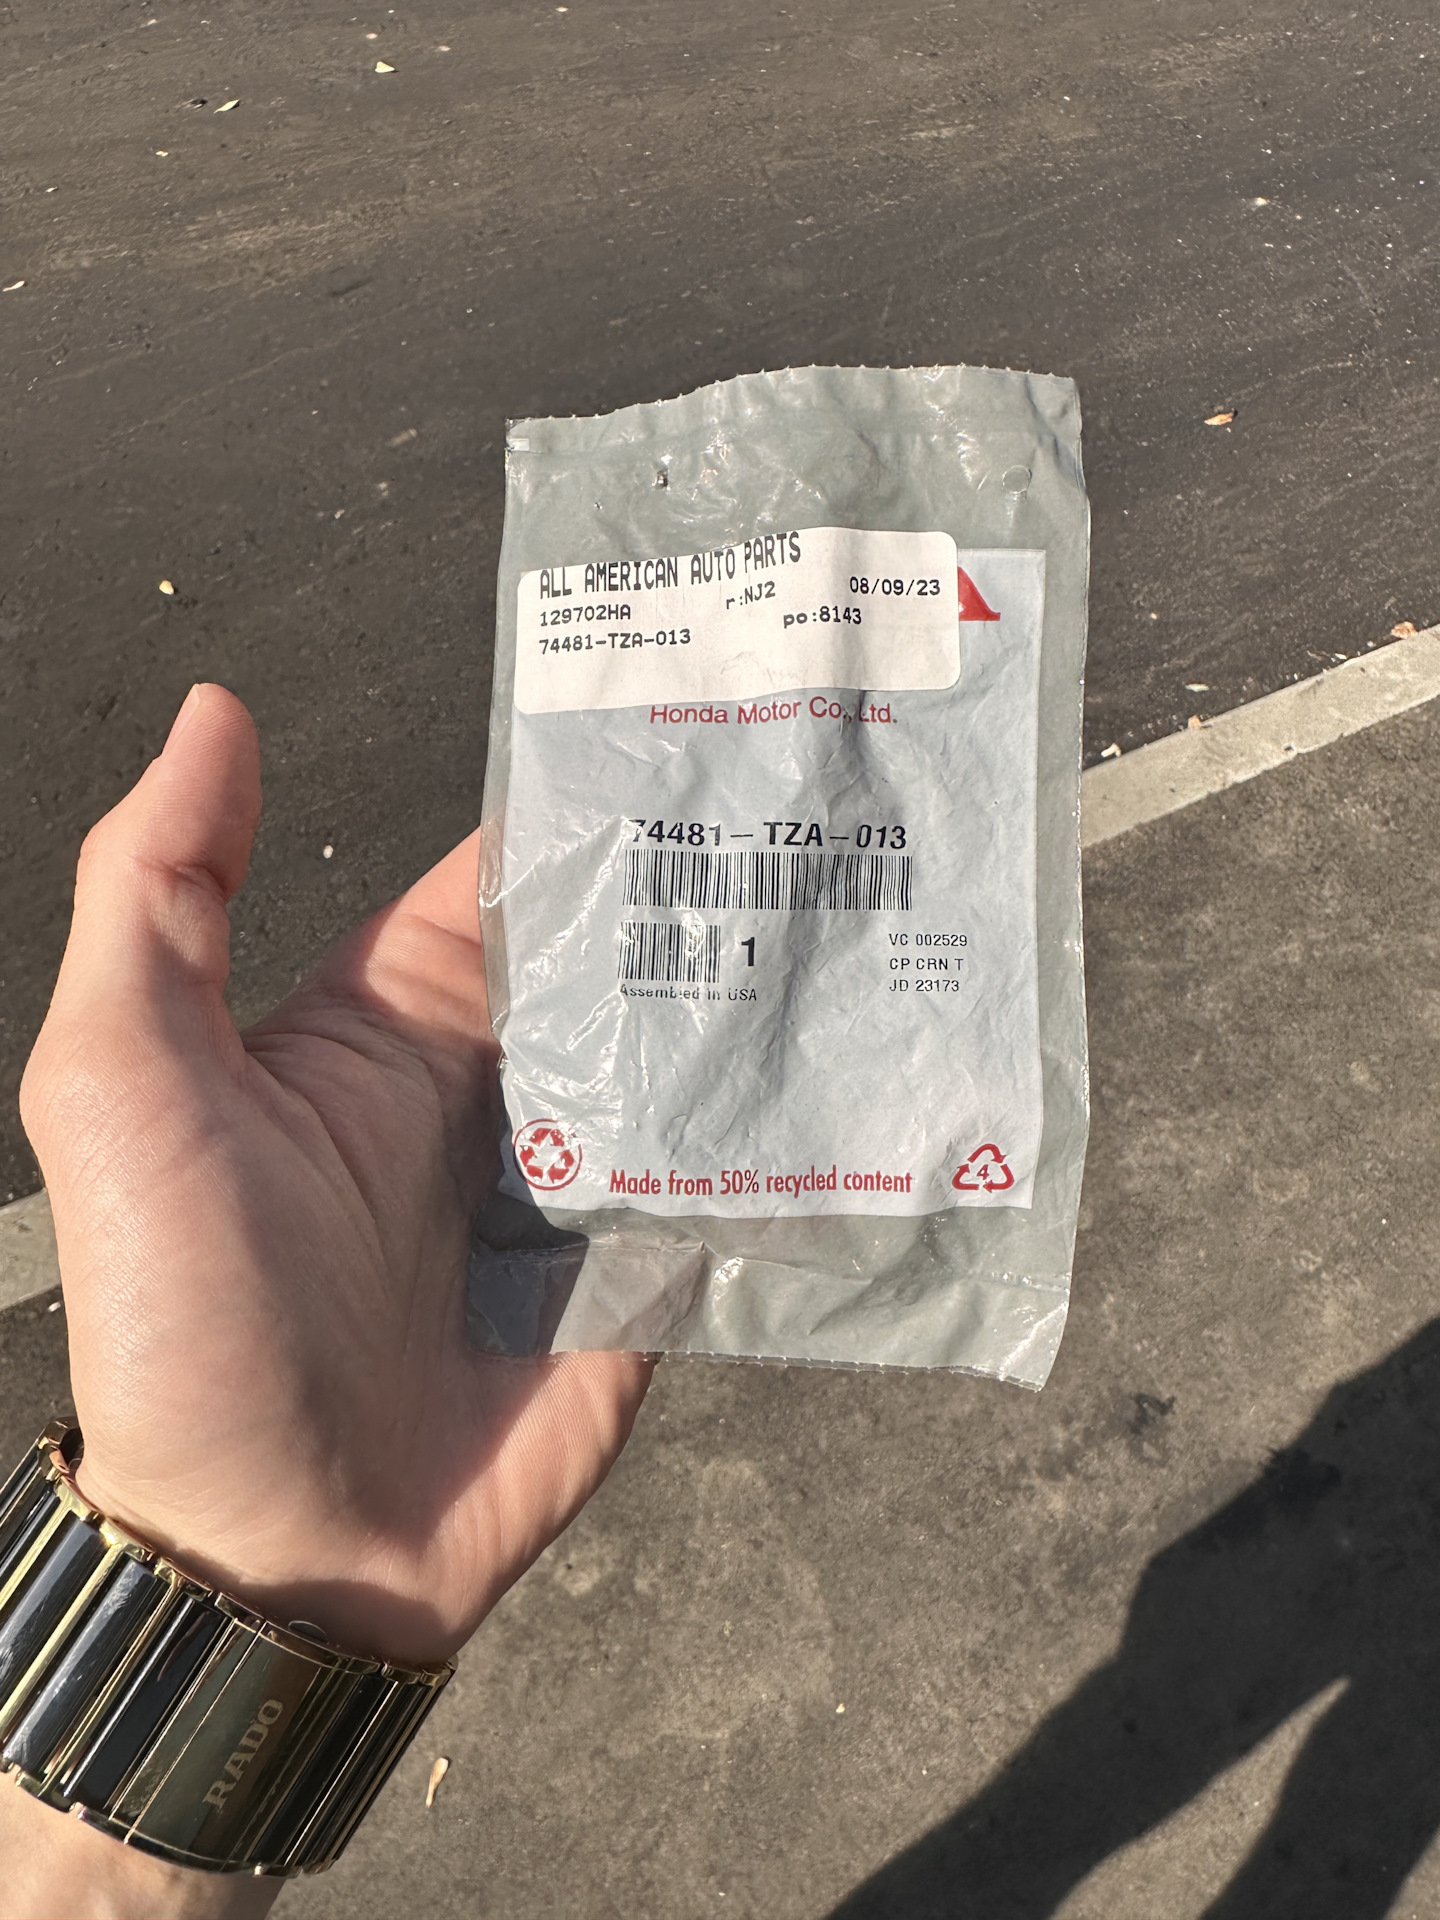 ALL AMERICAN AUTO PARTS
129702HA r:NJ2 08/09/23
74481-TZA-013 po:8143
Honda Motor Co., Ltd.
74481-TZA-013
1
Assembled in USA
VC 002529
CP CRN T
JD 23173
Made from 50% recycled content
4
RADO